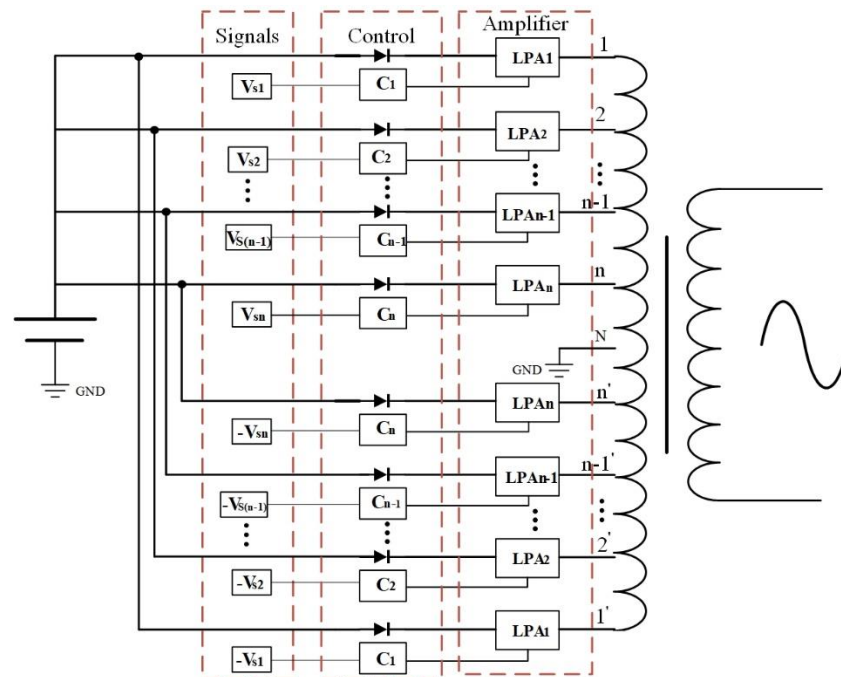 Signals Control Amplifier
LPA1 1
Vs1 C1
LPA2 2
Vs2 C2
LPAn-1 n-1
VS(n-1) Cn-1
LPAn n
Vsn Cn
N
GND
GND
LPAn n'
-Vsn Cn
LPAn-1 n-1'
-VS(n-1) Cn-1
LPA2 2'
-Vs2 C2
LPA1 1'
-Vs1 C1